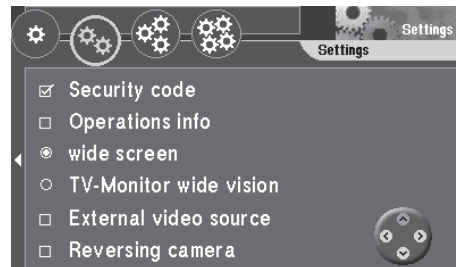 Settings
Settings
Security code
Operations info
wide screen
TV-Monitor wide vision
External video source
Reversing camera